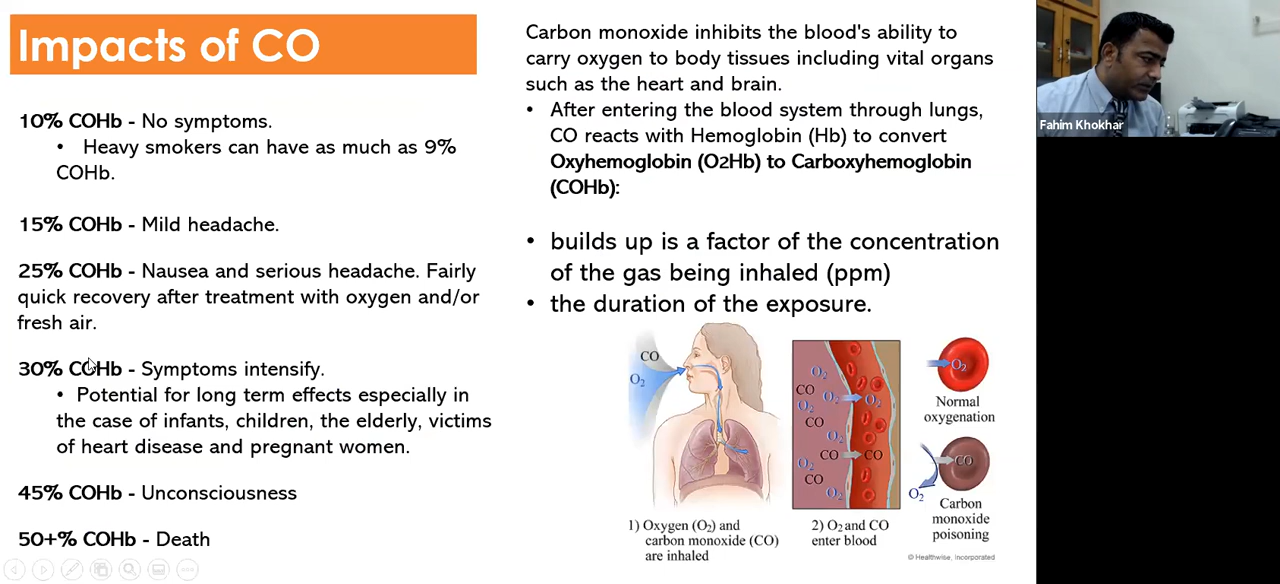 Impacts of CO
10% COHb - No symptoms.
• Heavy smokers can have as much as 9%
COHb.
15% COHb - Mild headache.
25% COHb - Nausea and serious headache. Fairly
quick recovery after treatment with oxygen and/or
fresh air.
30% COHb - Symptoms intensify.
• Potential for long term effects especially in
the case of infants, children, the elderly, victims
of heart disease and pregnant women.
45% COHb - Unconsciousness
50+% COHb - Death
Carbon monoxide inhibits the blood's ability to
carry oxygen to body tissues including vital organs
such as the heart and brain.
• After entering the blood system through lungs,
CO reacts with Hemoglobin (Hb) to convert
Oxyhemoglobin (O2Hb) to Carboxyhemoglobin
(COHb):
• builds up is a factor of the concentration
of the gas being inhaled (ppm)
• the duration of the exposure.
CO
O₂
1) Oxygen (O₂) and
carbon monoxide (CO)
are inhaled
O₂
CO
O₂ O₂
O₂
CO
O₂
CO CO
O₂
CO
O₂
2) O₂ and CO
enter blood
O₂
Normal
oxygenation
CO
O₂
Carbon
monoxide
poisoning
© Healthwise, Incorporated
Fahim Khokhar